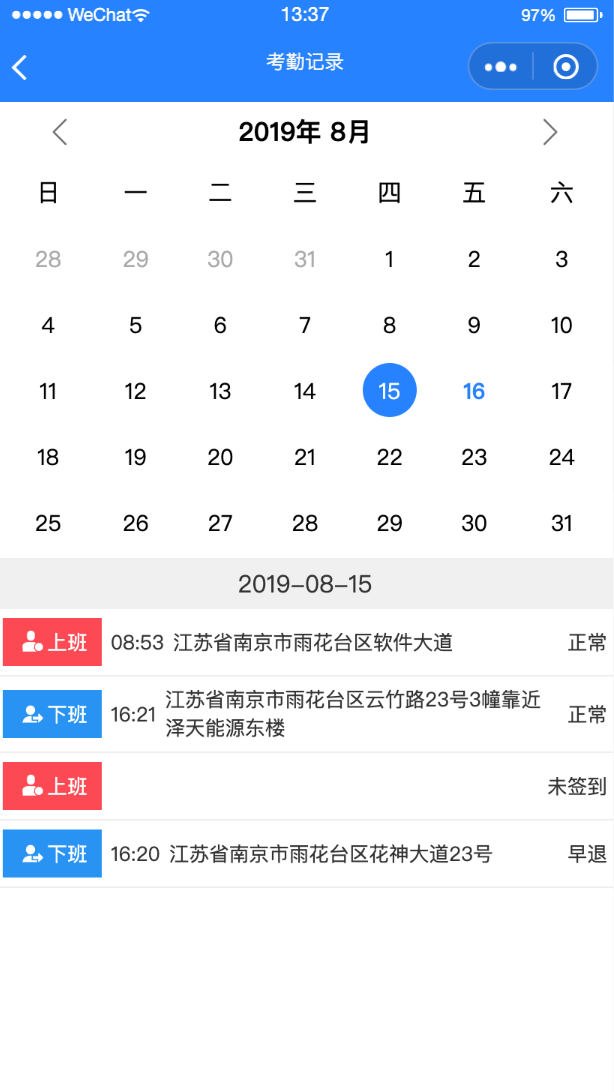 WeChat 13:37 97%
考勤记录
2019年 8月
日 一 二 三 四 五 六
28 29 30 31 1 2 3
4 5 6 7 8 9 10
11 12 13 14 15 16 17
18 19 20 21 22 23 24
25 26 27 28 29 30 31
2019-08-15
上班 08:53 江苏省南京市雨花台区软件大道 正常
下班 16:21 江苏省南京市雨花台区云竹路23号3幢靠近
泽天能源东楼 正常
上班 未签到
下班 16:20 江苏省南京市雨花台区花神大道23号 早退